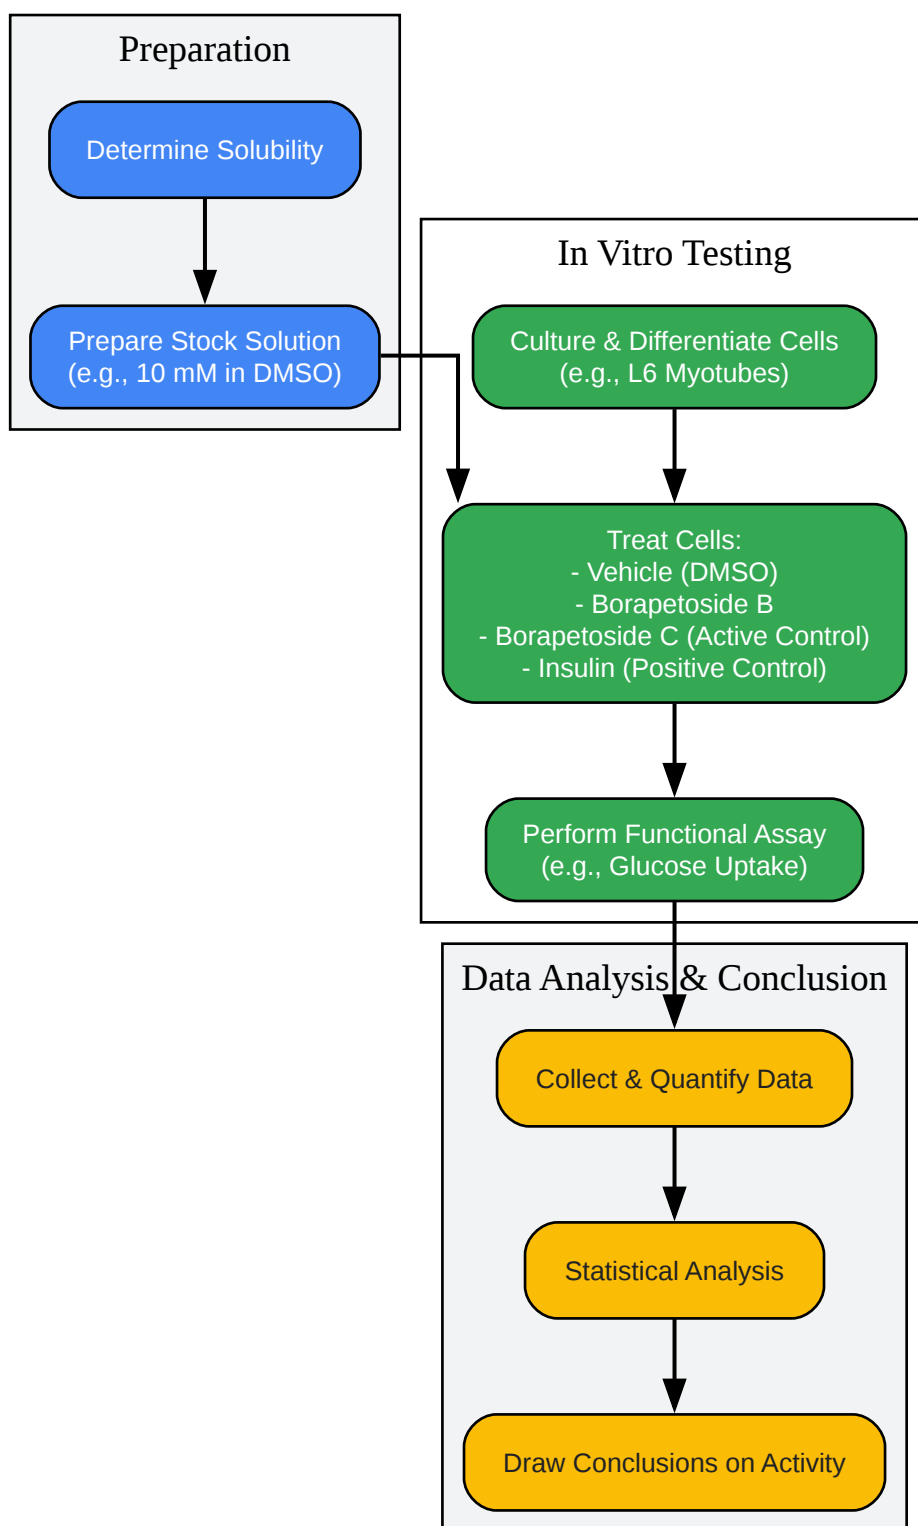 Preparation
Determine Solubility
Prepare Stock Solution
(e.g., 10 mM in DMSO)
In Vitro Testing
Culture & Differentiate Cells
(e.g., L6 Myotubes)
Treat Cells:
- Vehicle (DMSO)
- Borapetoside B
- Borapetoside C (Active Control)
- Insulin (Positive Control)
Perform Functional Assay
(e.g., Glucose Uptake)
Data Analysis & Conclusion
Collect & Quantify Data
Statistical Analysis
Draw Conclusions on Activity